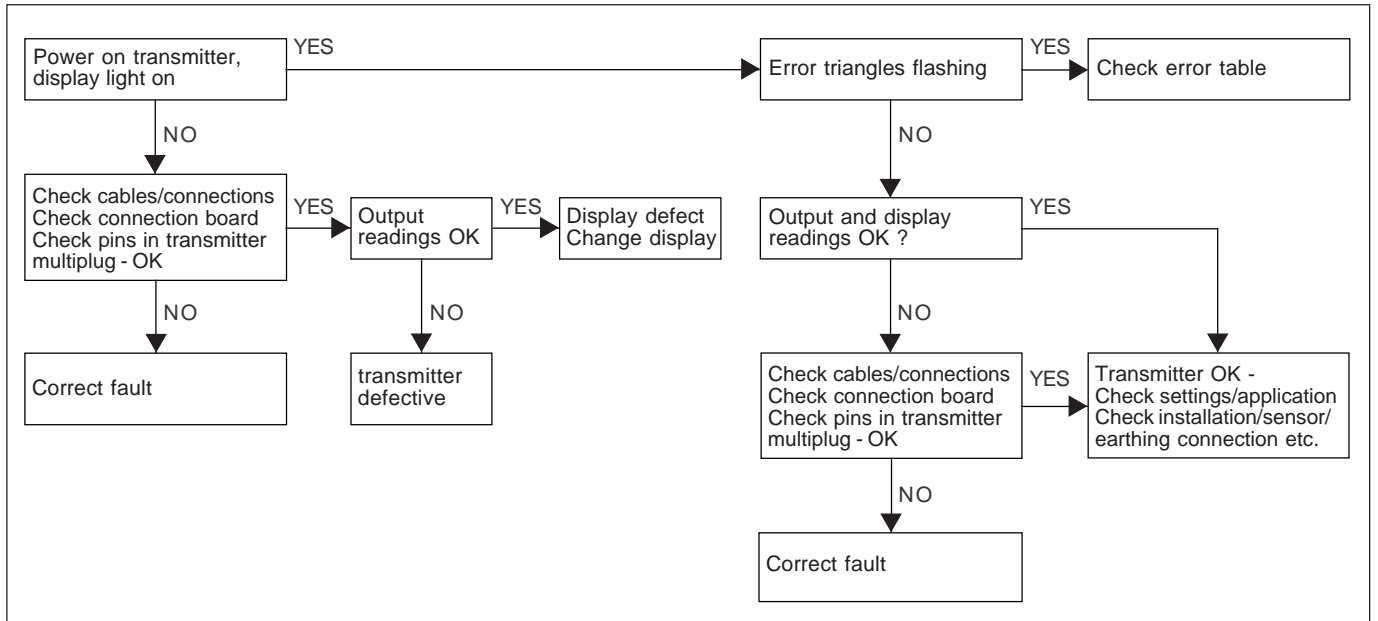 Power on transmitter,
display light on
YES
Error triangles flashing
YES
Check error table
NO
NO
Check cables/connections
Check connection board
Check pins in transmitter
multiplug - OK
YES
Output
readings OK
YES
Display defect
Change display
Output and display
readings OK ?
YES
NO
NO
NO
Correct fault
transmitter
defective
Check cables/connections
Check connection board
Check pins in transmitter
multiplug - OK
YES
Transmitter OK -
Check settings/application
Check installation/sensor/
earthing connection etc.
NO
Correct fault